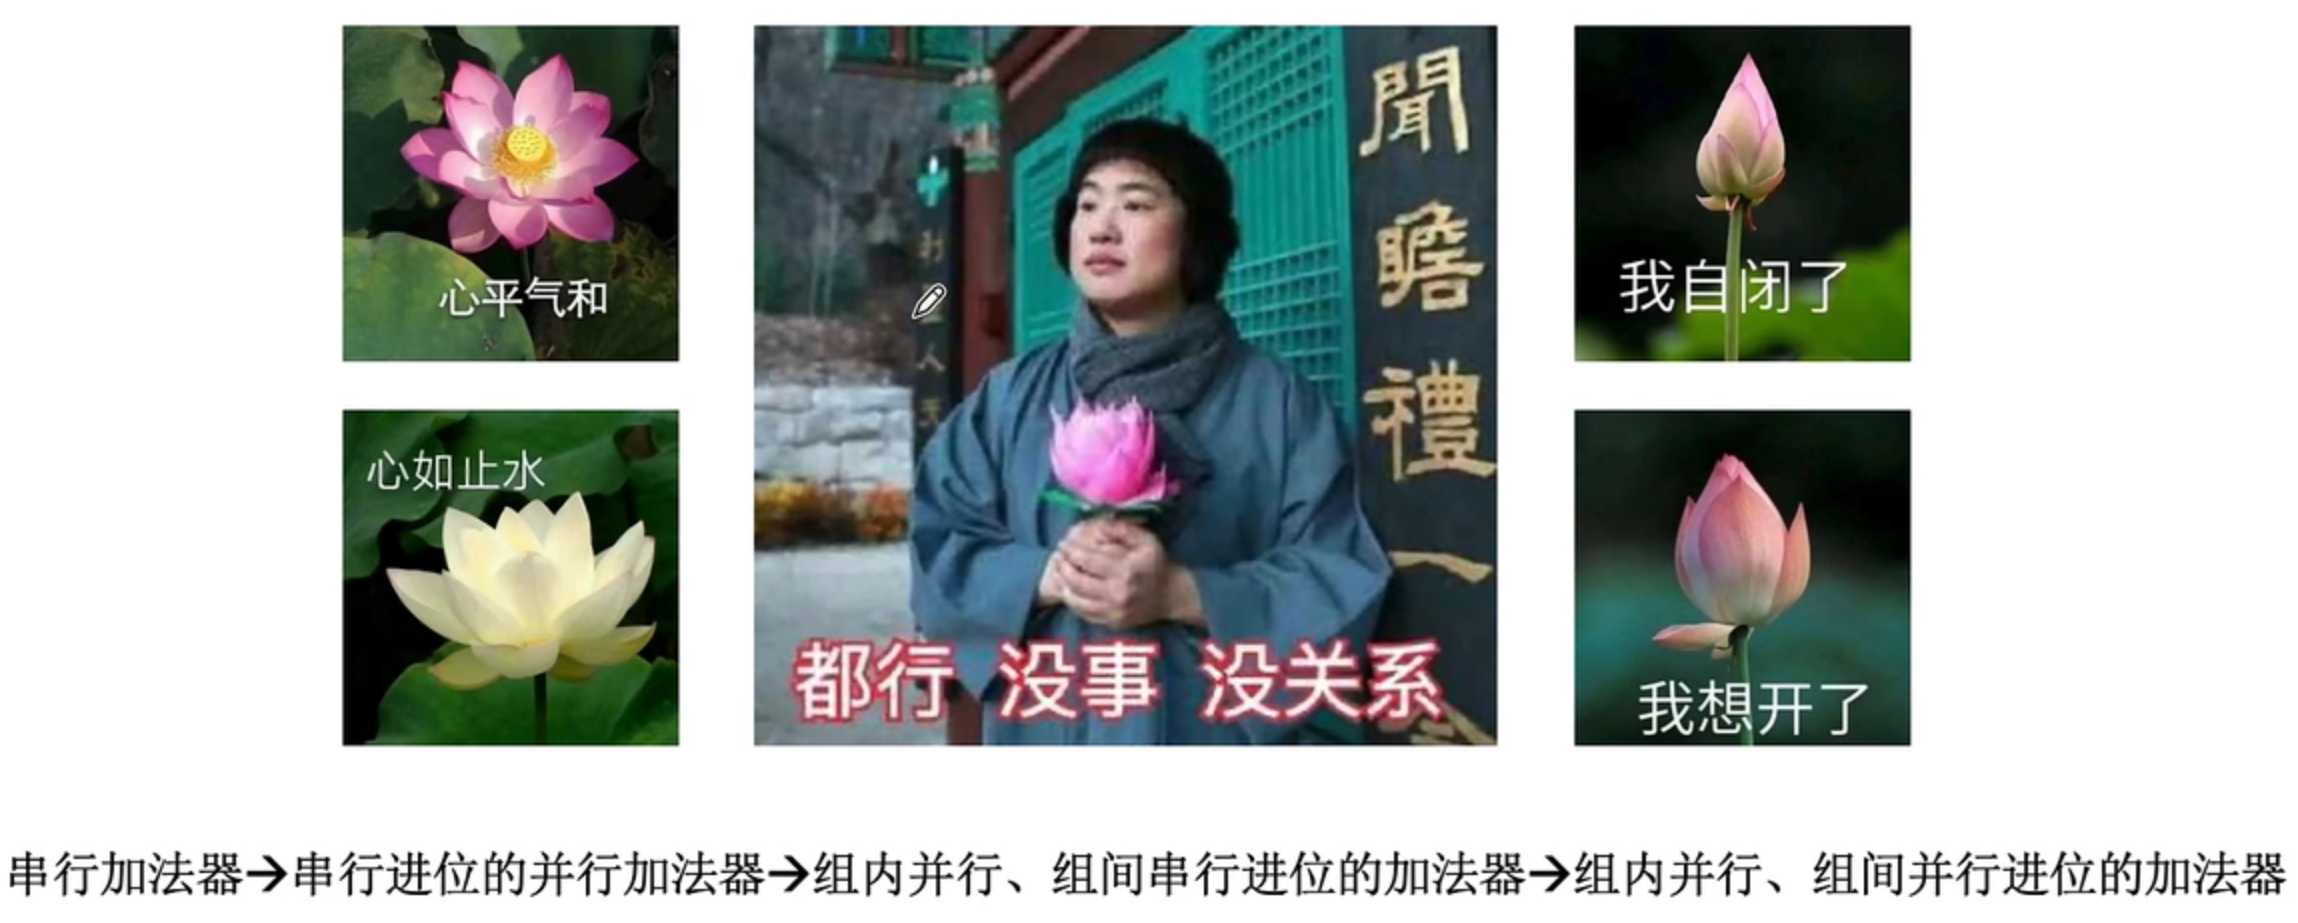 心平气和
心如止水
聞
瞻
禮
一
人
天
都行 没事 没关系
我自闭了
我想开了
串行加法器→串行进位的并行加法器→组内并行、组间串行进位的加法器→组内并行、组间并行进位的加法器